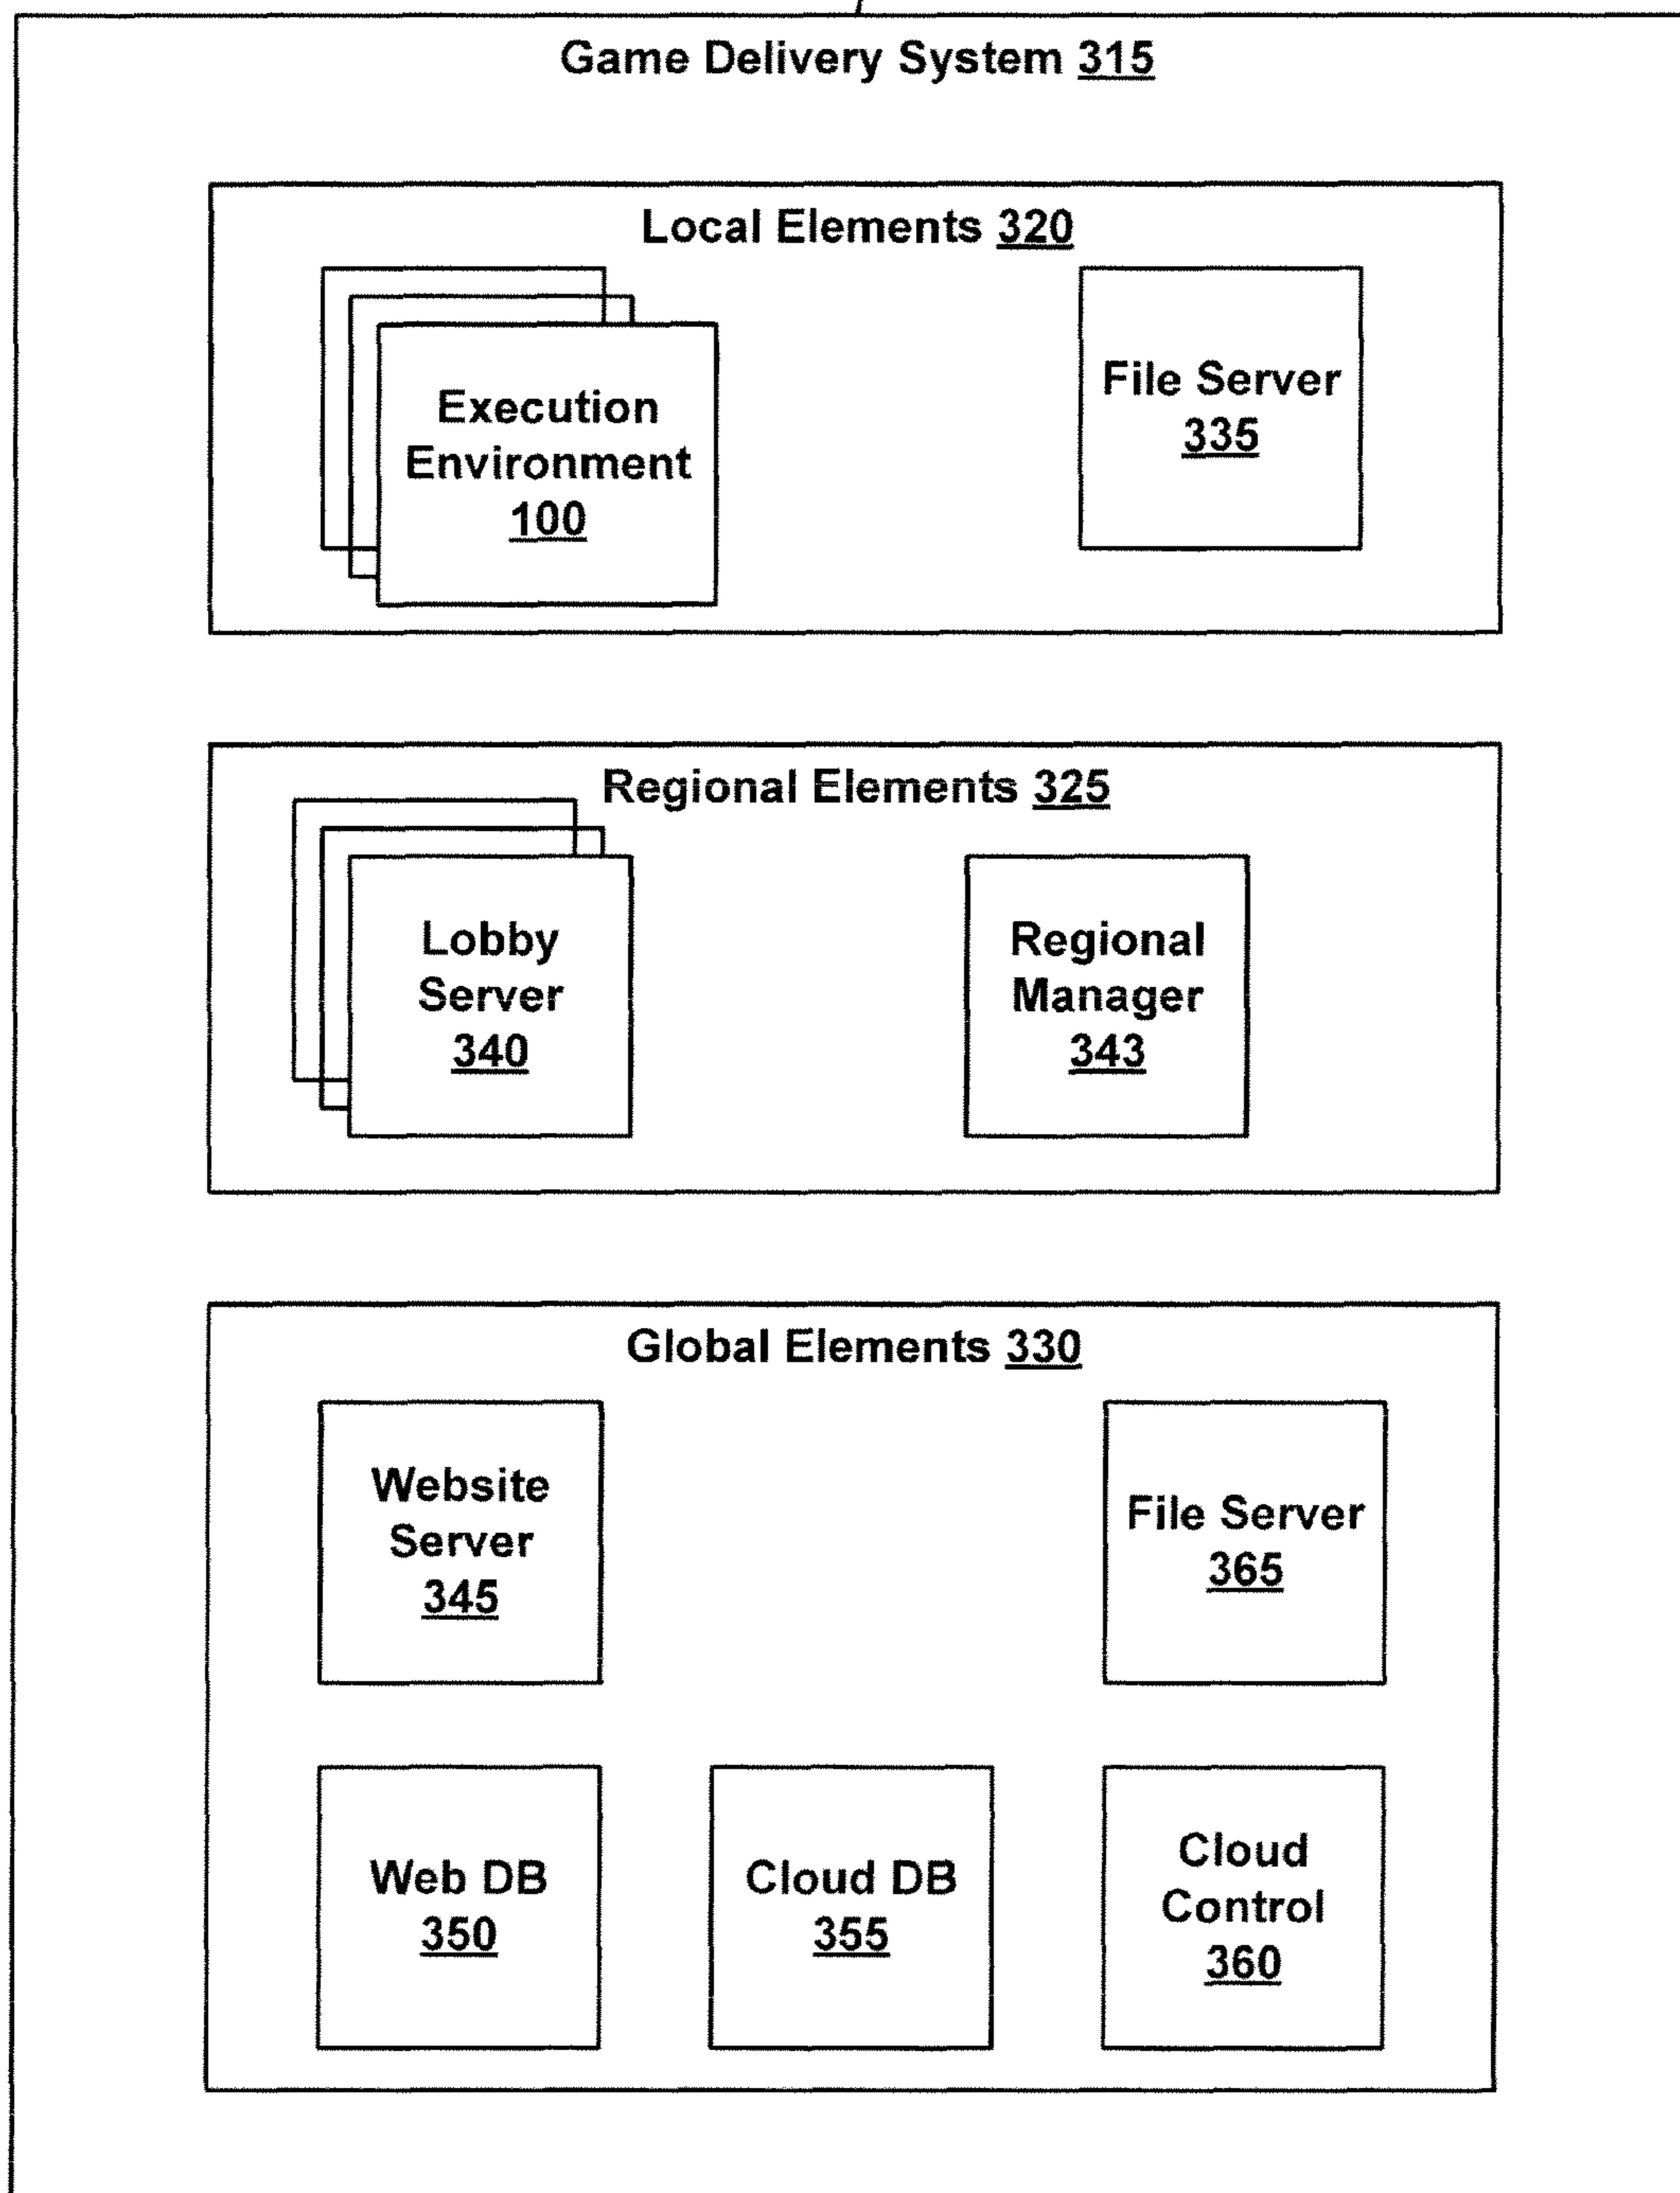 Game Delivery System 315
Local Elements 320
Execution
Environment
100
File Server
335
Regional Elements 325
Lobby
Server
340
Regional
Manager
343
Global Elements 330
Website
Server
345
File Server
365
Web DB
350
Cloud DB
355
Cloud
Control
360